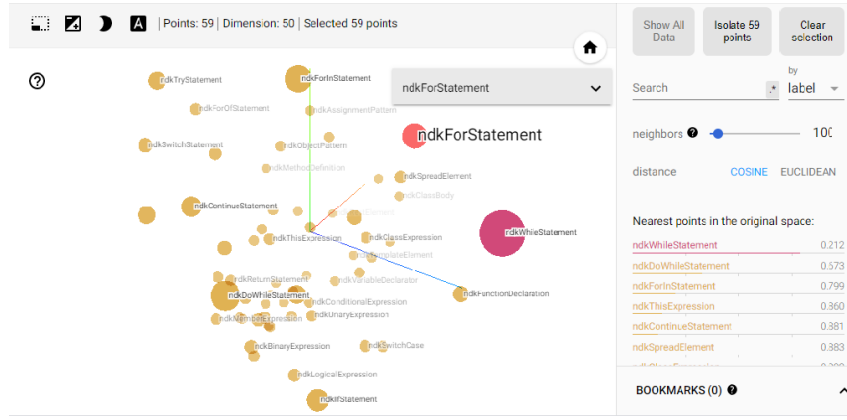 A | Points: 59 | Dimension: 50 | Selected 59 points
Show All Data
Isolate 59 points
Clear selection
ndkForStatement
Search
.*
by
label
neighbors
distance
COSINE
EUCLIDEAN
Nearest points in the original space:
ndkWhileStatement 0.212
ndkDoWhileStatement 0.573
ndkForInStatement 0.799
ndkThisExpression 0.360
ndkContinueStatement 0.381
ndkSpreadElement 0.383
BOOKMARKS (0)
ndkTryStatement
ndkForInStatement
ndkForOfStatement
ndkAssignmentPattern
ndkForStatement
ndkSwitchStatement
ndkObjectPattern
ndkMethodDefinition
ndkSpreadElement
ndkClassBody
ndkContinueStatement
ndkWhileStatement
ndkThisExpression
ndkClassExpression
ndkTemplateElement
ndkReturnStatement
ndkVariableDeclarator
ndkDoWhileStatement
ndkFunctionDeclaration
ndkConditionalExpression
ndkMemberExpression
ndkUnaryExpression
ndkBinaryExpression
ndkSwitchCase
ndkLogicalExpression
ndkIfStatement